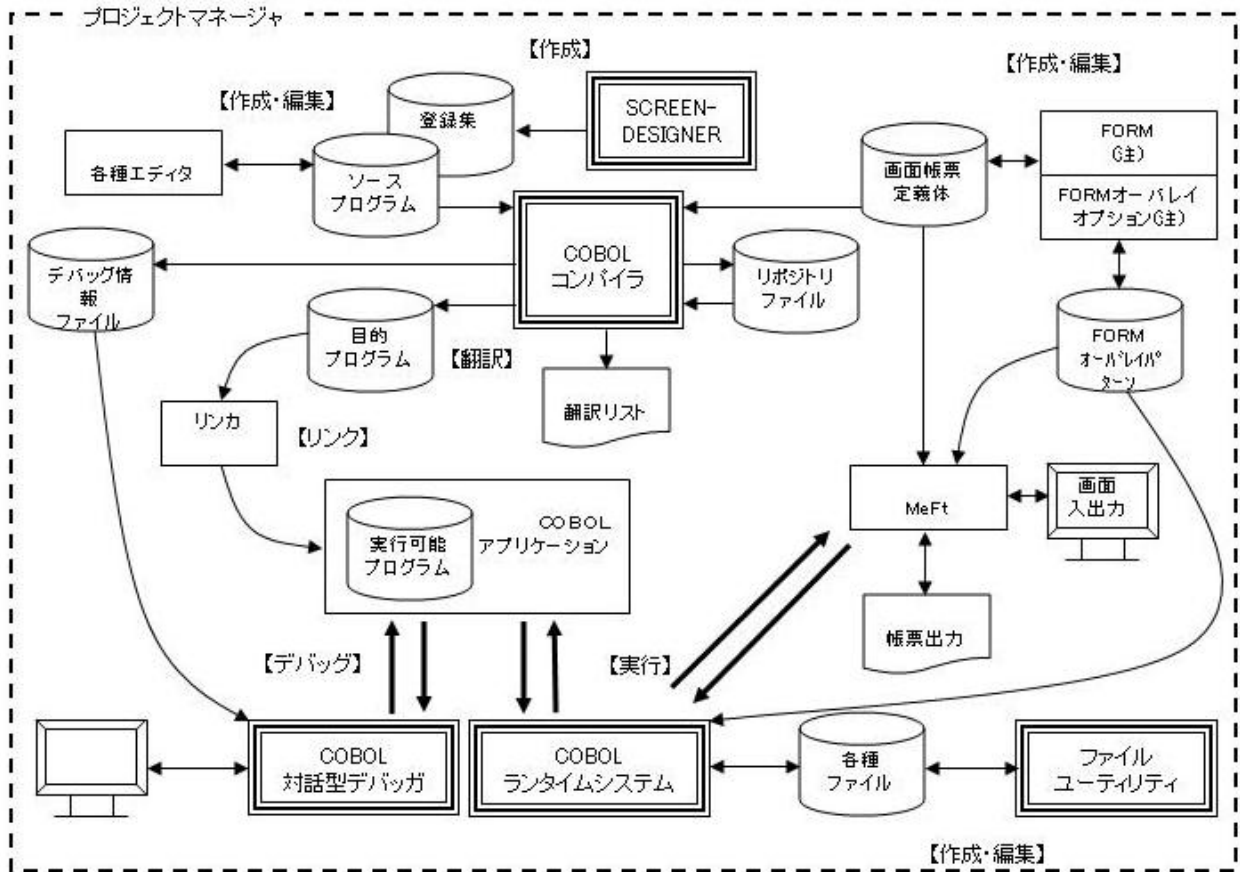 プロジェクトマネージャ
【作成】
【作成・編集】
【作成・編集】
登録集
SCREEN-
DESIGNER
各種エディタ
ソース
プログラム
画面帳票
定義体
FORM
(注)
FORMオーバレイ
オプション(注)
COBOL
コンパイラ
リポジトリ
ファイル
デバッグ情
報
ファイル
目的
プログラム
【翻訳】
FORM
オーバレイパ
ターン
翻訳リスト
リンカ
【リンク】
MeFt
画面
入出力
COBOL
アプリケーション
実行可能
プログラム
帳票出力
【デバッグ】
【実行】
COBOL
対話型デバッガ
COBOL
ランタイムシステム
各種
ファイル
ファイル
ユーティリティ
【作成・編集】